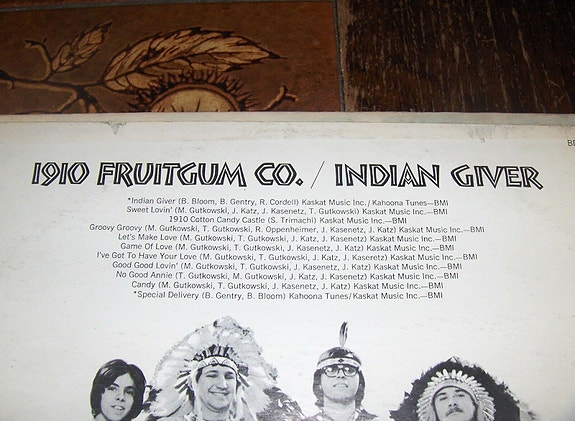 1910 FRUITGUM CO. / INDIAN GIVER
*Indian Giver (B. Bloom, B. Gentry, R. Cordell) Kaskat Music Inc./Kahoona Tunes—BMI
Sweet Lovin' (M. Gutkowski, J. Katz, J. Kasenetz, T. Gutkowski) Kaskat Music Inc.—BMI
1910 Cotton Candy Castle (S. Trimachi) Kaskat Music Inc.—BMI
Groovy Groovy (M. Gutkowski, T. Gutkowski, R. Oppenheimer, J. Kasenetz, J. Katz) Kaskat Music Inc.—BMI
Let's Make Love (M. Gutkowski, T. Gutkowski, J. Kasenetz, J. Katz) Kaskat Music Inc.—BMI
Game Of Love (M. Gutkowski, T. Gutkowski, J. Kasenetz, J. Katz) Kaskat Music Inc.—BMI
I've Got To Have Your Love (M. Gutkowski, T. Gutkowski, J. Katz, J. Kaseretz) Kaskat Music Inc.—BMI
Good Good Lovin' (M. Gutkowski, T. Gutkowski, J. Kasenetz, J. Katz) Kaskat Music Inc.—BMI
No Good Annie (T. Gutkowski, M. Gutkowski, J. Katz, J. Kasenetz) Kaskat Music Inc.—BMI
Candy (M. Gutkowski, T. Gutkowski, J. Kasenetz, J. Katz) Kaskat Music Inc.—BMI
*Special Delivery (B. Gentry, B. Bloom) Kahoona Tunes/Kaskat Music Inc.—BMI